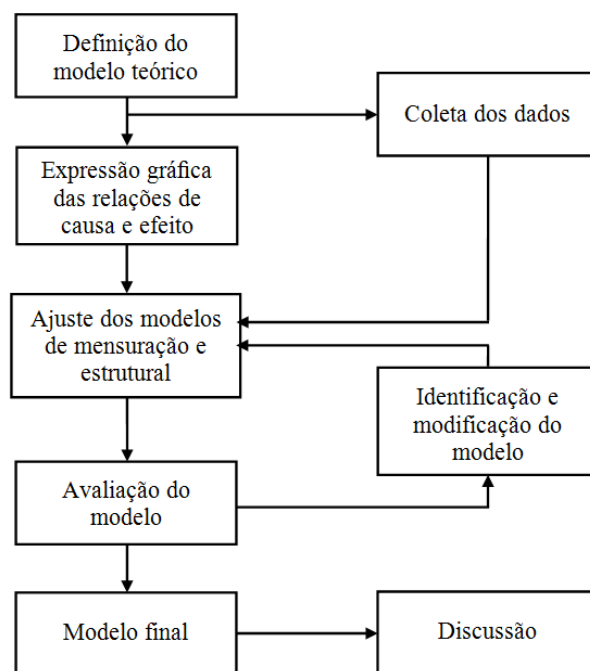 Definição do
modelo teórico
Coleta dos dados
Expressão gráfica
das relações de
causa e efeito
Ajuste dos modelos
de mensuração e
estrutural
Identificação e
modificação do
modelo
Avaliação do
modelo
Modelo final
Discussão